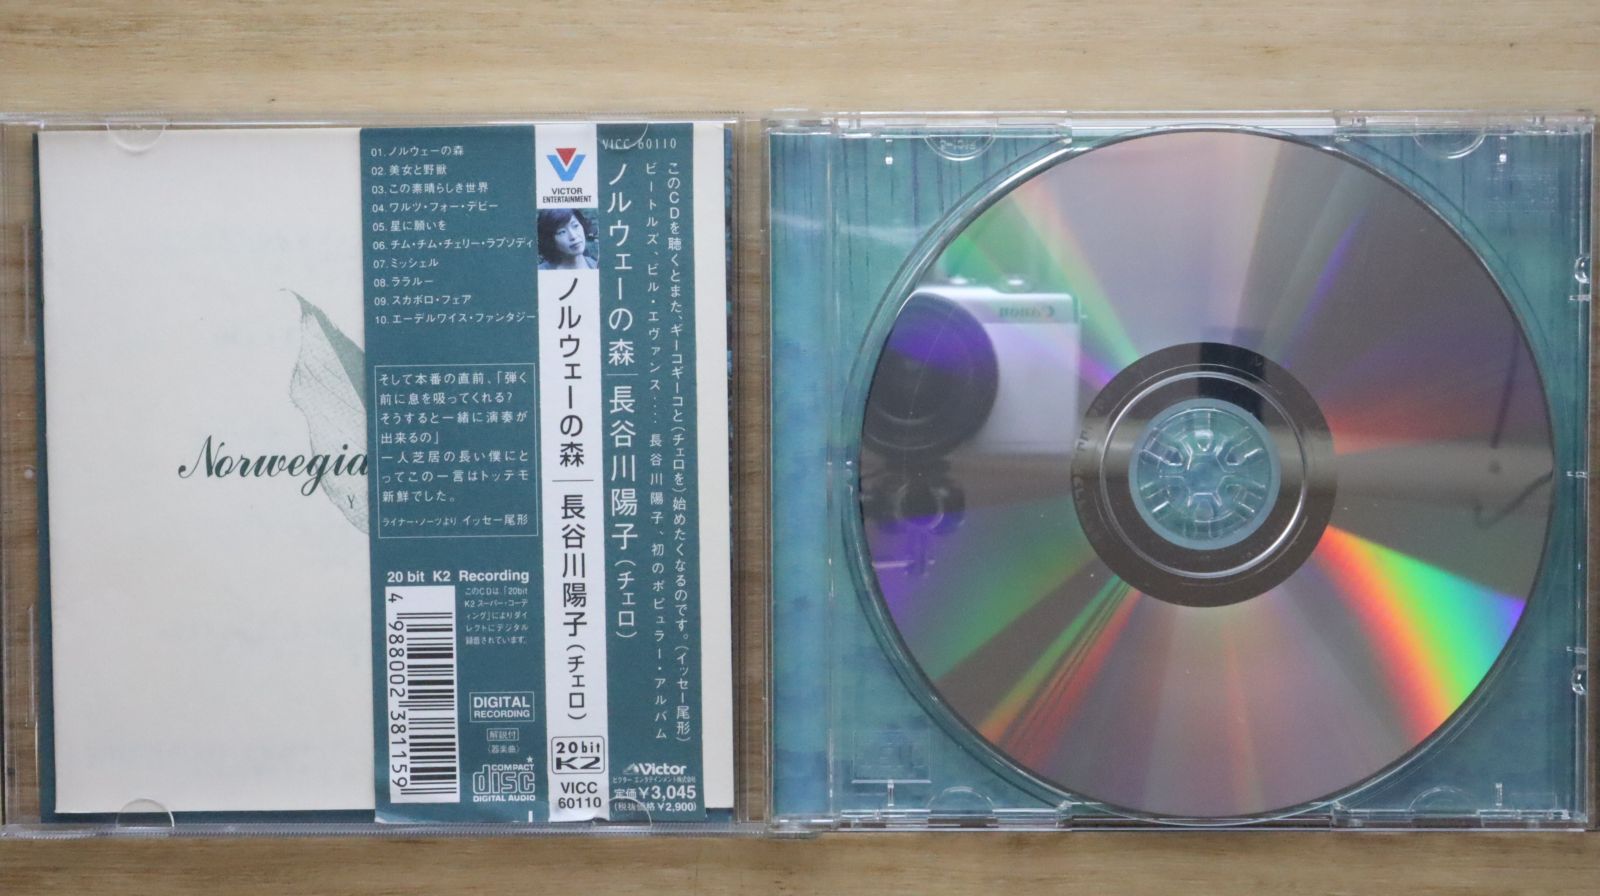 Norwegia
Y
01.ノルウェーの森
02.美女と野獣
03.この素晴らしき世界
04.ワルツ・フォー・デビー
05.星に願いを
06.チム・チム・チェリー・ラプソディ
07.ミッシェル
08.ララルー
09.スカボロ・フェア
10.エーデルワイス・ファンタジー
そして本番の直前、「弾く
前に息を吸ってくれる?
そうすると一緒に演奏が
出来るの」
一人芝居の長い僕にと
ってこの一言はトッテモ
新鮮でした。
ライナー・ノーツより イッセー尾形
20 bit K2 Recording
このCDは、「20bit
K2 スーパー・コーデ
ィング」によりダイ
レクトにデジタル
録音されています。
4 988002 381159
DIGITAL
RECORDING
解説付
〈器楽曲〉
COMPACT
disc
DIGITAL AUDIO
VICTOR
ENTERTAINMENT
ノルウェーの森
長谷川陽子(チェロ)
20bit
K2
VICC
60110
VICC-60110
ノルウェーの森
長谷川陽子(チェロ)
このCDを聴くとまた、ギーコギーコと(チェロを)始めたくなるのです。(イッセー尾形)
ビートルズ、ビル・エヴァンス… 長谷川陽子、初のポピュラー・アルバム
Victor
ビクター エンタテインメント株式会社
定価¥3,045
(税抜価格¥2,900)
Canon